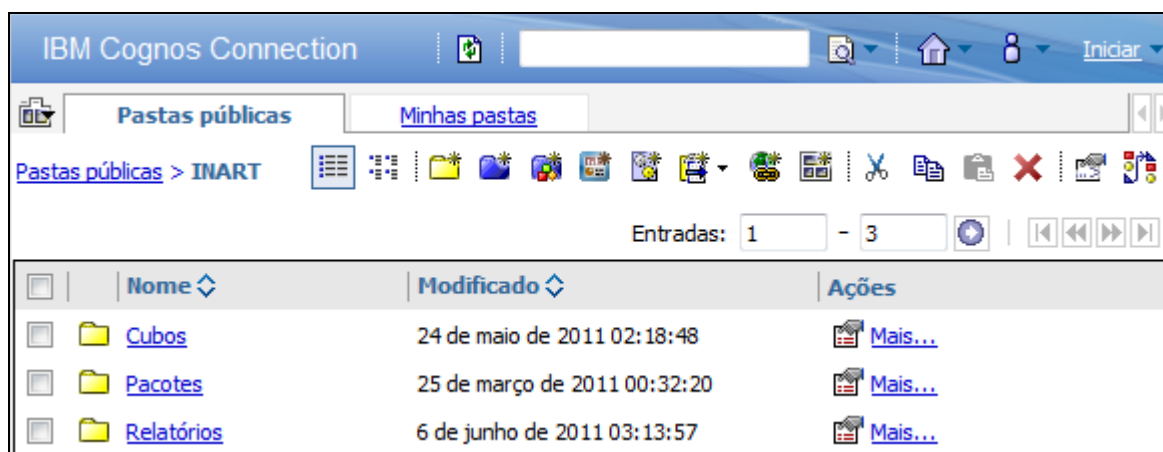 IBM Cognos Connection Iniciar
Pastas públicas Minhas pastas
Pastas públicas > INART
Entradas: 1 - 3
Nome Modificado Ações
Cubos 24 de maio de 2011 02:18:48 Mais...
Pacotes 25 de março de 2011 00:32:20 Mais...
Relatórios 6 de junho de 2011 03:13:57 Mais...